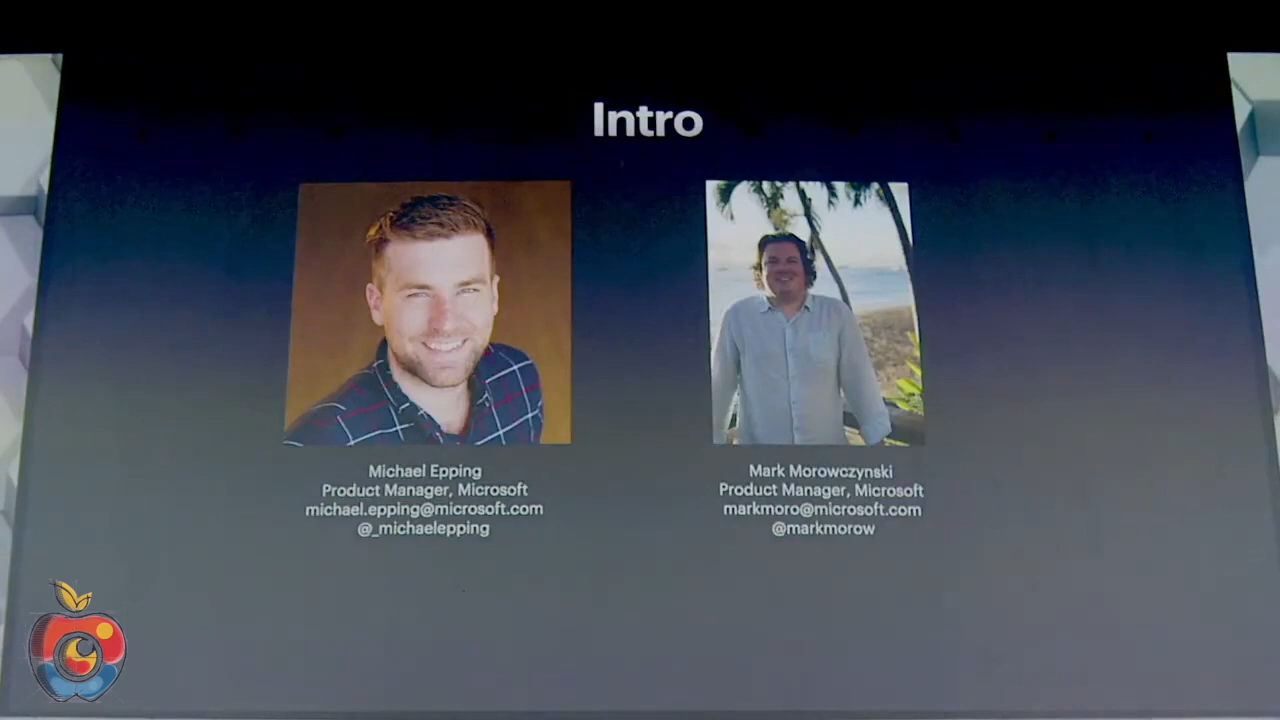 Intro
Michael Epping
Product Manager, Microsoft
michael.epping@microsoft.com
@_michaelepping
Mark Morowczynski
Product Manager, Microsoft
markmoro@microsoft.com
@markmorow